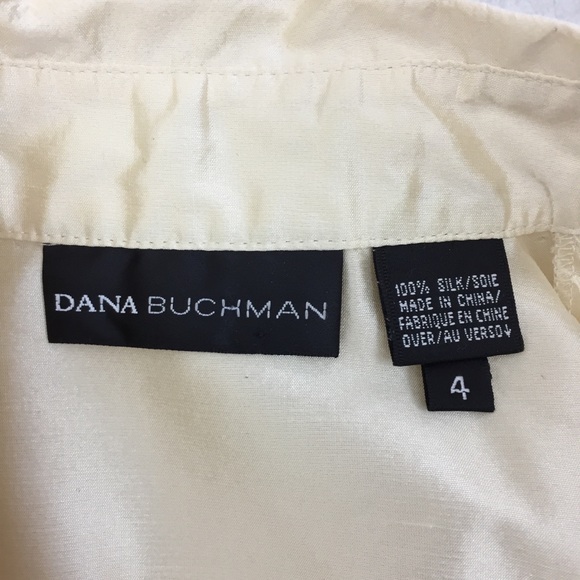 DANA BUCHMAN
100% SILK/SOIE
MADE IN CHINA/
FABRIQUE EN CHINE
OVER/AU VERSO↓
4